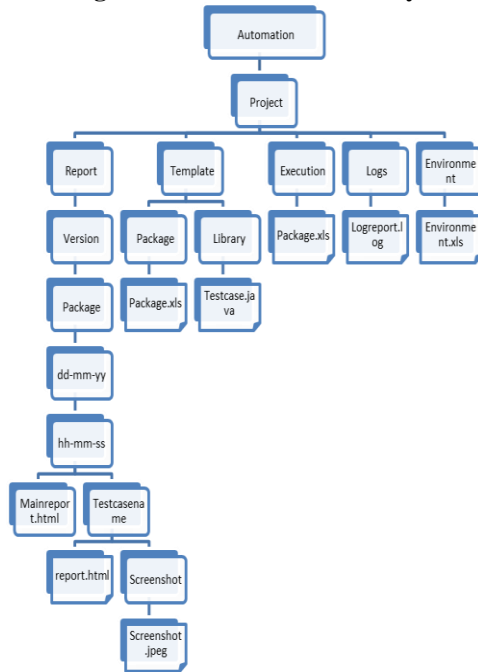 Automation
Project
Report
Template
Execution
Logs
Environme
nt
Version
Package
Library
Package.xls
Logreport.l
og
Environme
nt.xls
Package
Package.xls
Testcase.ja
va
dd-mm-yy
hh-mm-ss
Mainrepor
t.html
Testcasena
me
report.html
Screenshot
Screenshot
.jpeg